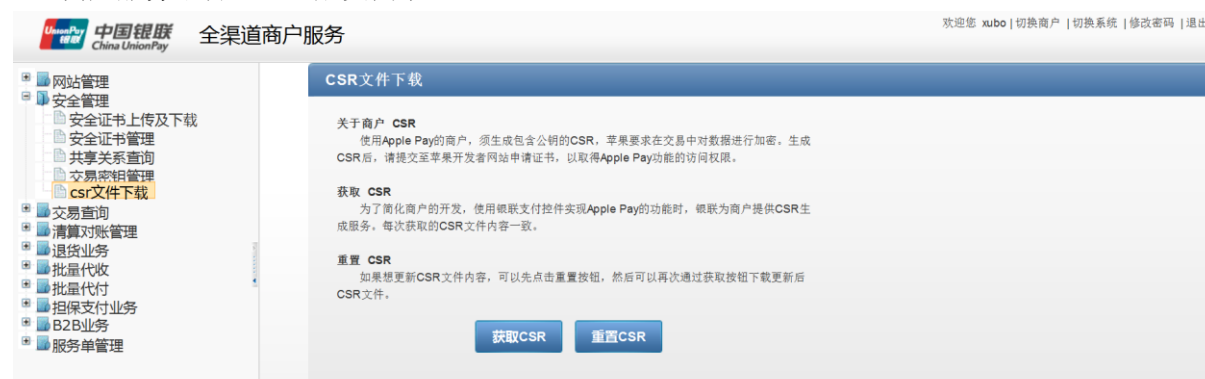 UnionPay 银联 中国银联 China UnionPay 全渠道商户服务
欢迎您 xubo | 切换商户 | 切换系统 | 修改密码 | 退出
网站管理
安全管理
安全证书上传及下载
安全证书管理
共享关系查询
交易密钥管理
csr文件下载
交易查询
清算对账管理
退货业务
批量代收
批量代付
担保支付业务
B2B业务
服务单管理
CSR文件下载
关于商户 CSR
使用Apple Pay的商户，须生成包含公钥的CSR，苹果要求在交易中对数据进行加密。生成
CSR后，请提交至苹果开发者网站申请证书，以取得Apple Pay功能的访问权限。
获取 CSR
为了简化商户的开发，使用银联支付控件实现Apple Pay的功能时，银联为商户提供CSR生
成服务。每次获取的CSR文件内容一致。
重置 CSR
如果想更新CSR文件内容，可以先点击重置按钮，然后可以再次通过获取按钮下载更新后
CSR文件。
获取CSR 重置CSR